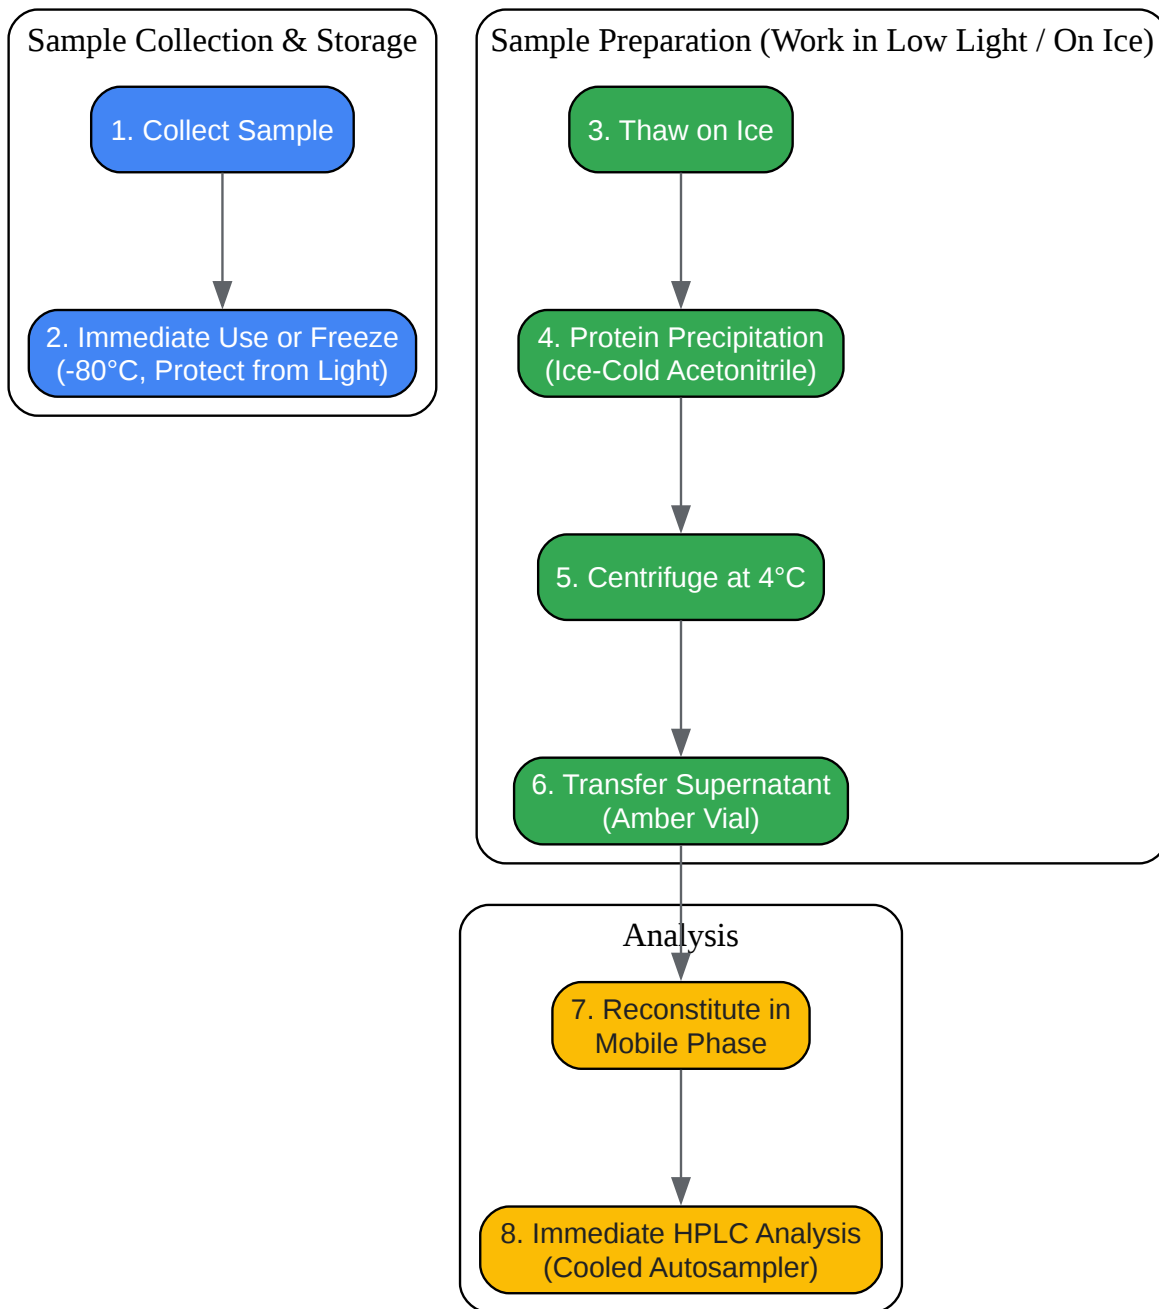 Sample Collection & Storage
1. Collect Sample
2. Immediate Use or Freeze
(-80°C, Protect from Light)
Sample Preparation (Work in Low Light / On Ice)
3. Thaw on Ice
4. Protein Precipitation
(Ice-Cold Acetonitrile)
5. Centrifuge at 4°C
6. Transfer Supernatant
(Amber Vial)
Analysis
7. Reconstitute in
Mobile Phase
8. Immediate HPLC Analysis
(Cooled Autosampler)